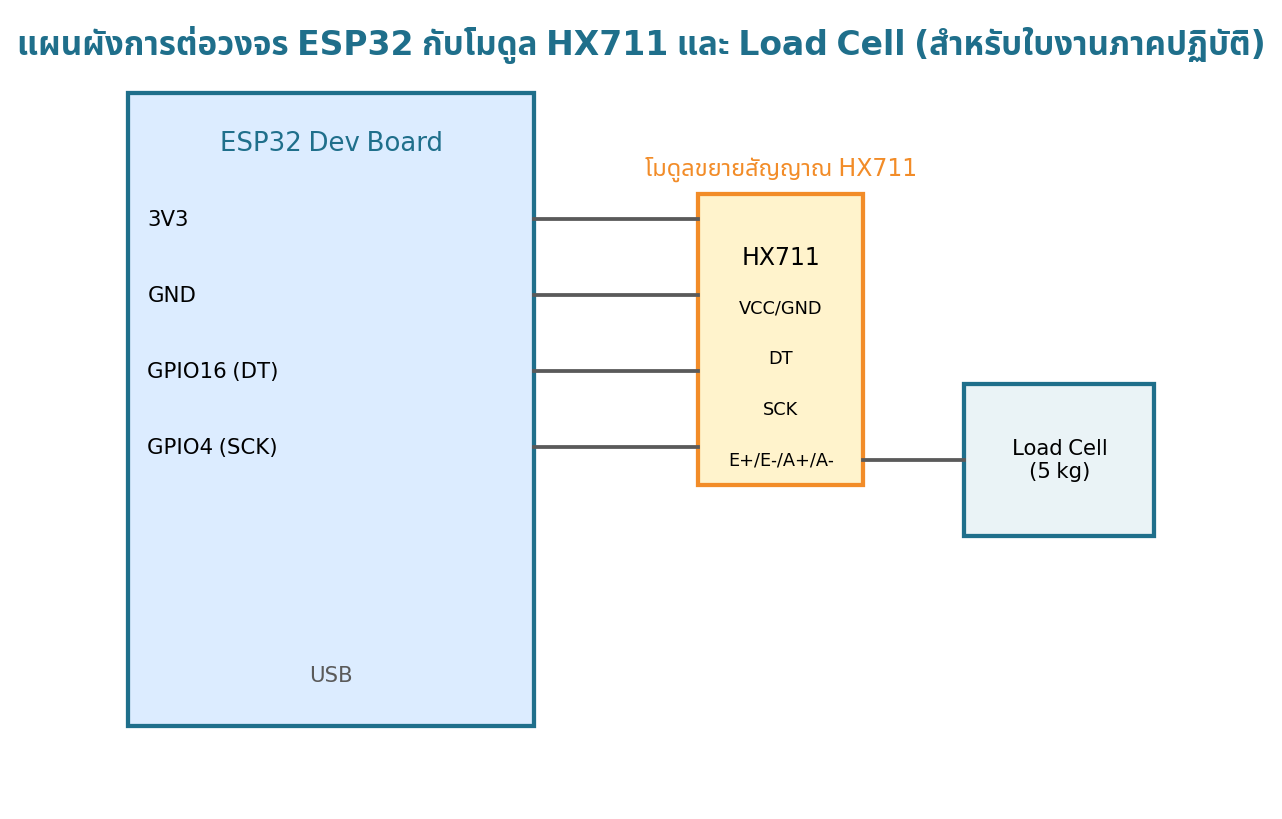 แผนผังการต่อวงจร ESP32 กับโมดูล HX711 และ Load Cell (สำหรับใบงานภาคปฏิบัติ)
ESP32 Dev Board
3V3
GND
GPIO16 (DT)
GPIO4 (SCK)
USB
โมดูลขยายสัญญาณ HX711
HX711
VCC/GND
DT
SCK
E+/E-/A+/A-
Load Cell
(5 kg)